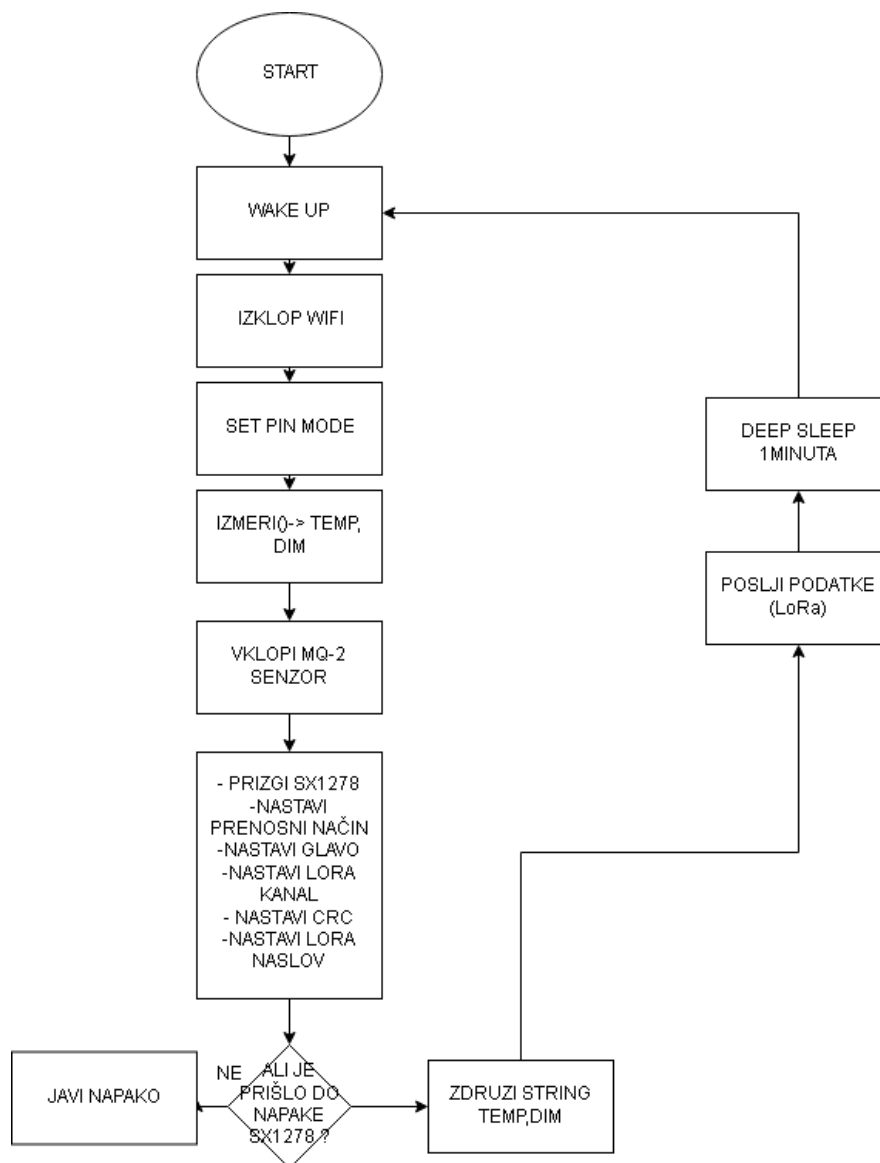 START
WAKE UP
IZKLOP WIFI
SET PIN MODE
IZMERI()-> TEMP,
DIM
VKLOPI MQ-2
SENZOR
- PRIZGI SX1278
-NASTAVI
PRENOSNI NAČIN
-NASTAVI GLAVO
-NASTAVI LORA
KANAL
- NASTAVI CRC
-NASTAVI LORA
NASLOV
ALI JE
PRIŠLO DO
NAPAKE
SX1278 ?
NE
JAVI NAPAKO
ZDRUZI STRING
TEMP,DIM
POSLJI PODATKE
(LoRa)
DEEP SLEEP
1MINUTA